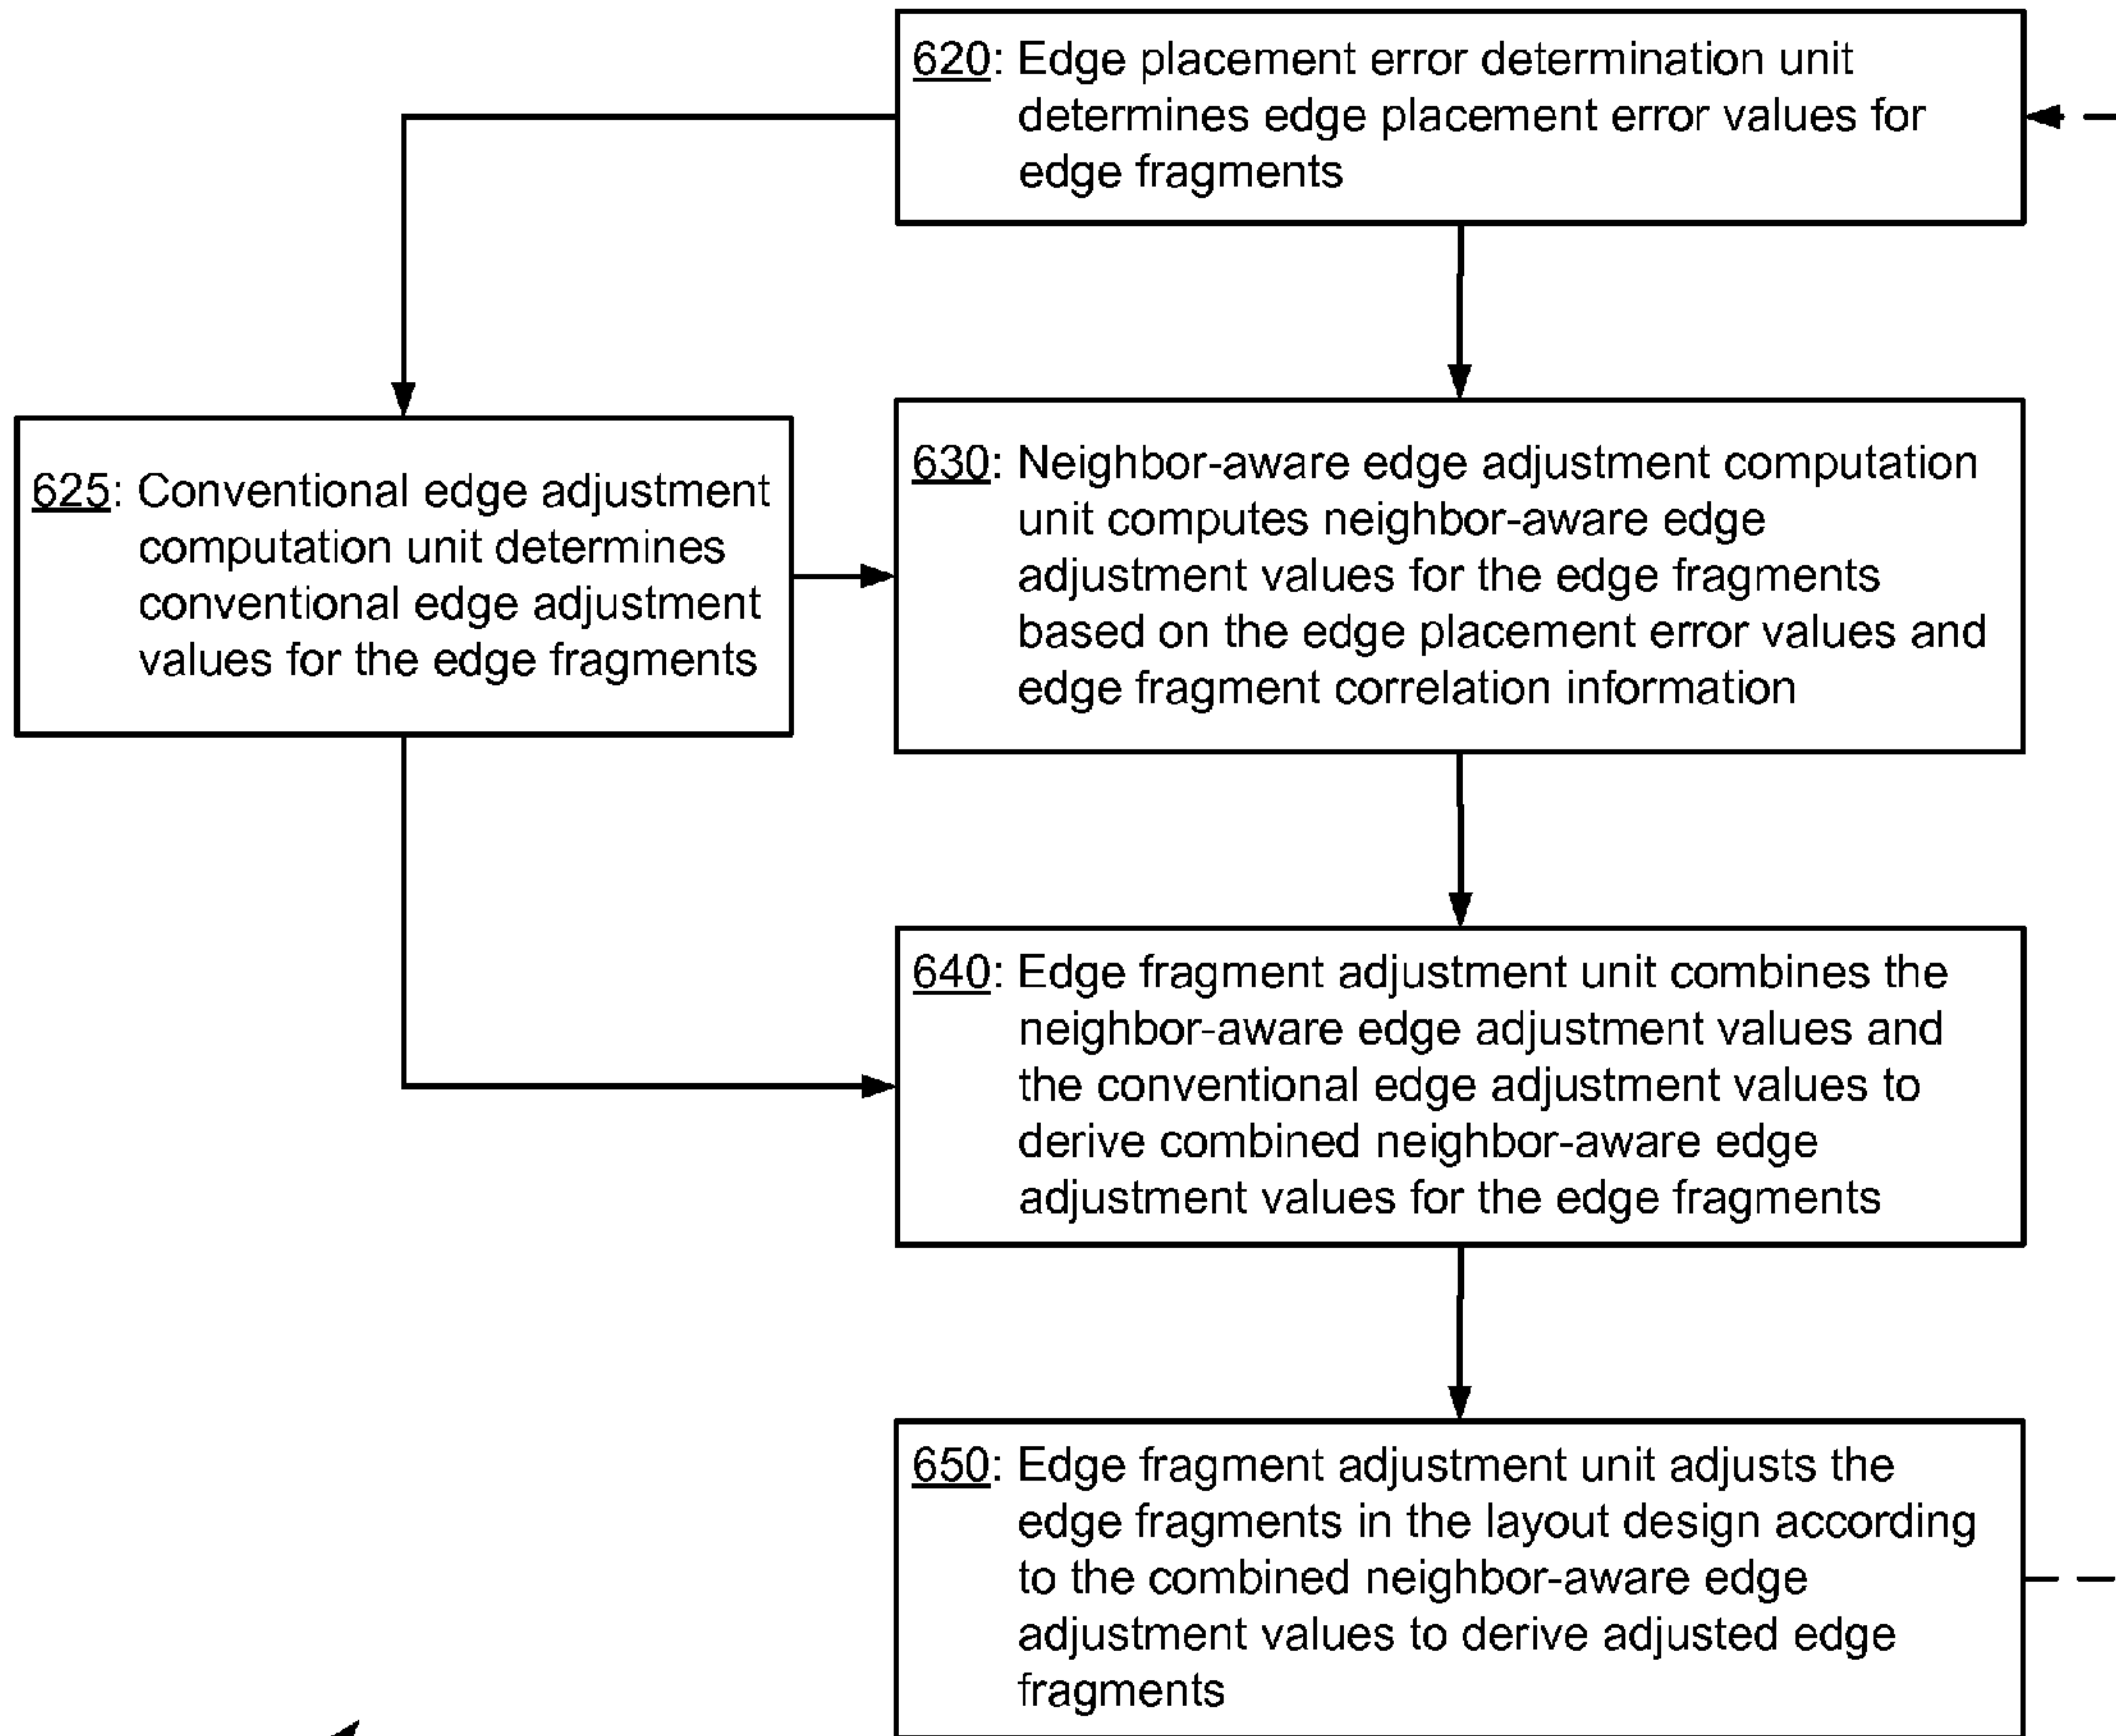 620: Edge placement error determination unit
determines edge placement error values for
edge fragments
625: Conventional edge adjustment
computation unit determines
conventional edge adjustment
values for the edge fragments
630: Neighbor-aware edge adjustment computation
unit computes neighbor-aware edge
adjustment values for the edge fragments
based on the edge placement error values and
edge fragment correlation information
640: Edge fragment adjustment unit combines the
neighbor-aware edge adjustment values and
the conventional edge adjustment values to
derive combined neighbor-aware edge
adjustment values for the edge fragments
650: Edge fragment adjustment unit adjusts the
edge fragments in the layout design according
to the combined neighbor-aware edge
adjustment values to derive adjusted edge
fragments